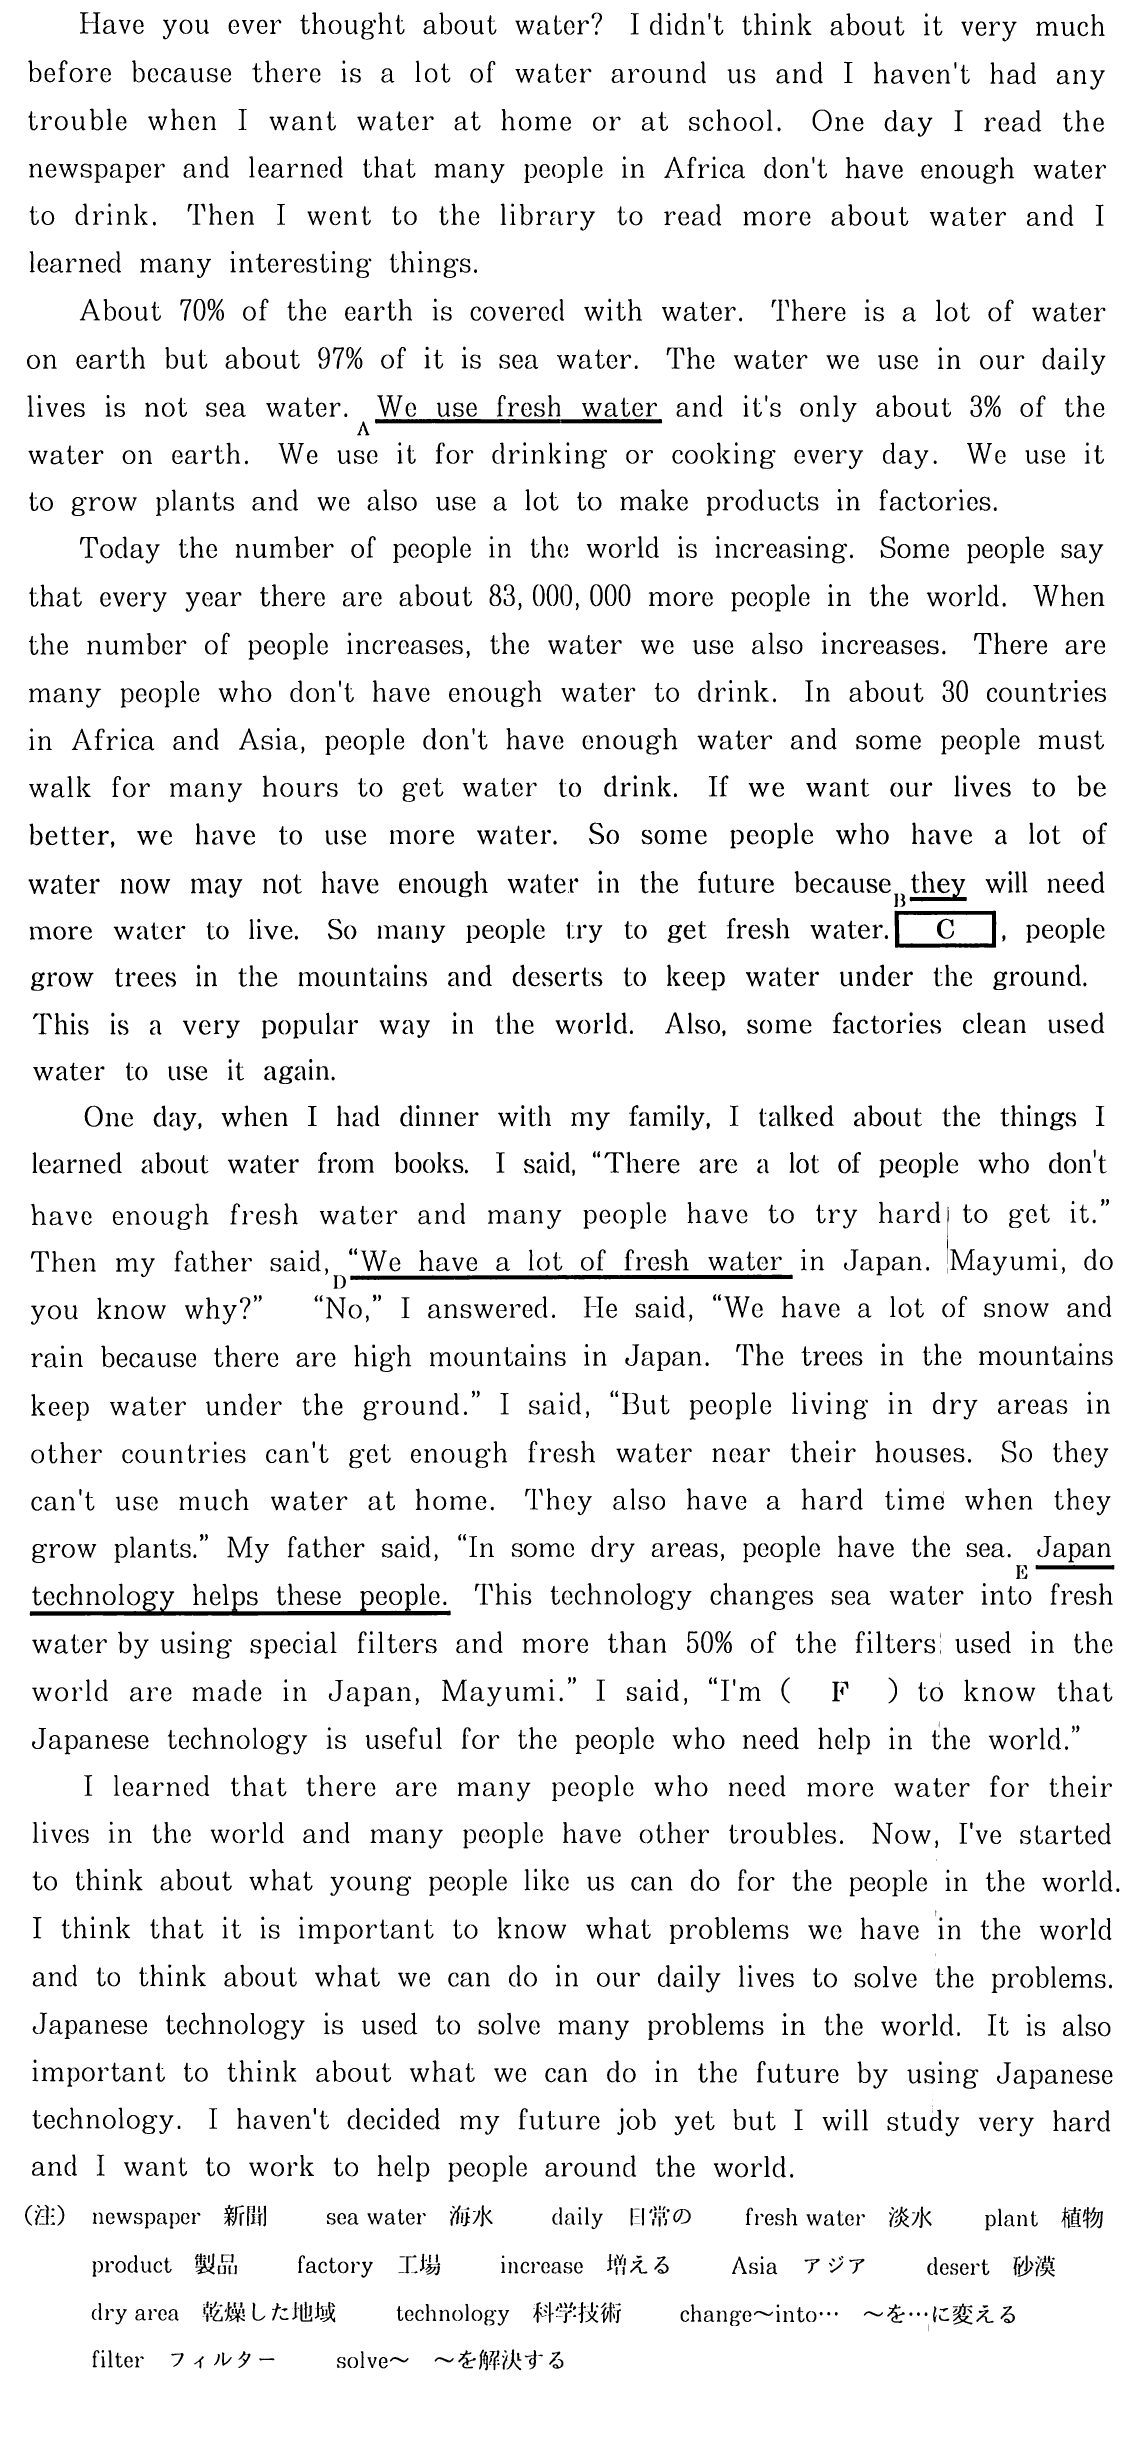 Have you ever thought about water? I didn't think about it very much
before because there is a lot of water around us and I haven't had any
trouble when I want water at home or at school. One day I read the
newspaper and learned that many people in Africa don't have enough water
to drink. Then I went to the library to read more about water and I
learned many interesting things.
About 70% of the earth is covered with water. There is a lot of water
on earth but about 97% of it is sea water. The water we use in our daily
lives is not sea water. A We use fresh water and it's only about 3% of the
water on earth. We use it for drinking or cooking every day. We use it
to grow plants and we also use a lot to make products in factories.
Today the number of people in the world is increasing. Some people say
that every year there are about 83,000,000 more people in the world. When
the number of people increases, the water we use also increases. There are
many people who don't have enough water to drink. In about 30 countries
in Africa and Asia, people don't have enough water and some people must
walk for many hours to get water to drink. If we want our lives to be
better, we have to use more water. So some people who have a lot of
water now may not have enough water in the future because B they will need
more water to live. So many people try to get fresh water. C , people
grow trees in the mountains and deserts to keep water under the ground.
This is a very popular way in the world. Also, some factories clean used
water to use it again.
One day, when I had dinner with my family, I talked about the things I
learned about water from books. I said, “There are a lot of people who don't
have enough fresh water and many people have to try hard to get it.”
Then my father said, D “We have a lot of fresh water in Japan. Mayumi, do
you know why?” “No,” I answered. He said, “We have a lot of snow and
rain because there are high mountains in Japan. The trees in the mountains
keep water under the ground.” I said, “But people living in dry areas in
other countries can't get enough fresh water near their houses. So they
can't use much water at home. They also have a hard time when they
grow plants.” My father said, “In some dry areas, people have the sea. E Japan
technology helps these people. This technology changes sea water into fresh
water by using special filters and more than 50% of the filters used in the
world are made in Japan, Mayumi.” I said, “I'm ( F ) to know that
Japanese technology is useful for the people who need help in the world.”
I learned that there are many people who need more water for their
lives in the world and many people have other troubles. Now, I've started
to think about what young people like us can do for the people in the world.
I think that it is important to know what problems we have in the world
and to think about what we can do in our daily lives to solve the problems.
Japanese technology is used to solve many problems in the world. It is also
important to think about what we can do in the future by using Japanese
technology. I haven't decided my future job yet but I will study very hard
and I want to work to help people around the world.
(注) newspaper 新聞 sea water 海水 daily 日常の fresh water 淡水 plant 植物
product 製品 factory 工場 increase 増える Asia アジア desert 砂漠
dry area 乾燥した地域 technology 科学技術 change～into… ～を…に変える
filter フィルター solve～ ～を解決する